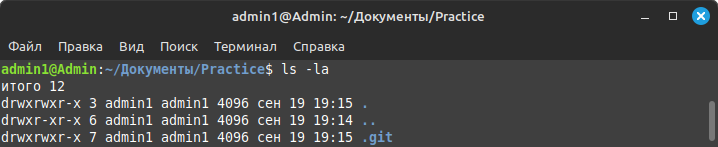 admin1@Admin: ~/Документы/Practice
Файл Правка Вид Поиск Терминал Справка
admin1@Admin:~/Документы/Practice$ ls -la
итого 12
drwxrwxr-x 3 admin1 admin1 4096 сен 19 19:15 .
drwxr-xr-x 6 admin1 admin1 4096 сен 19 19:14 ..
drwxrwxr-x 7 admin1 admin1 4096 сен 19 19:15 .git